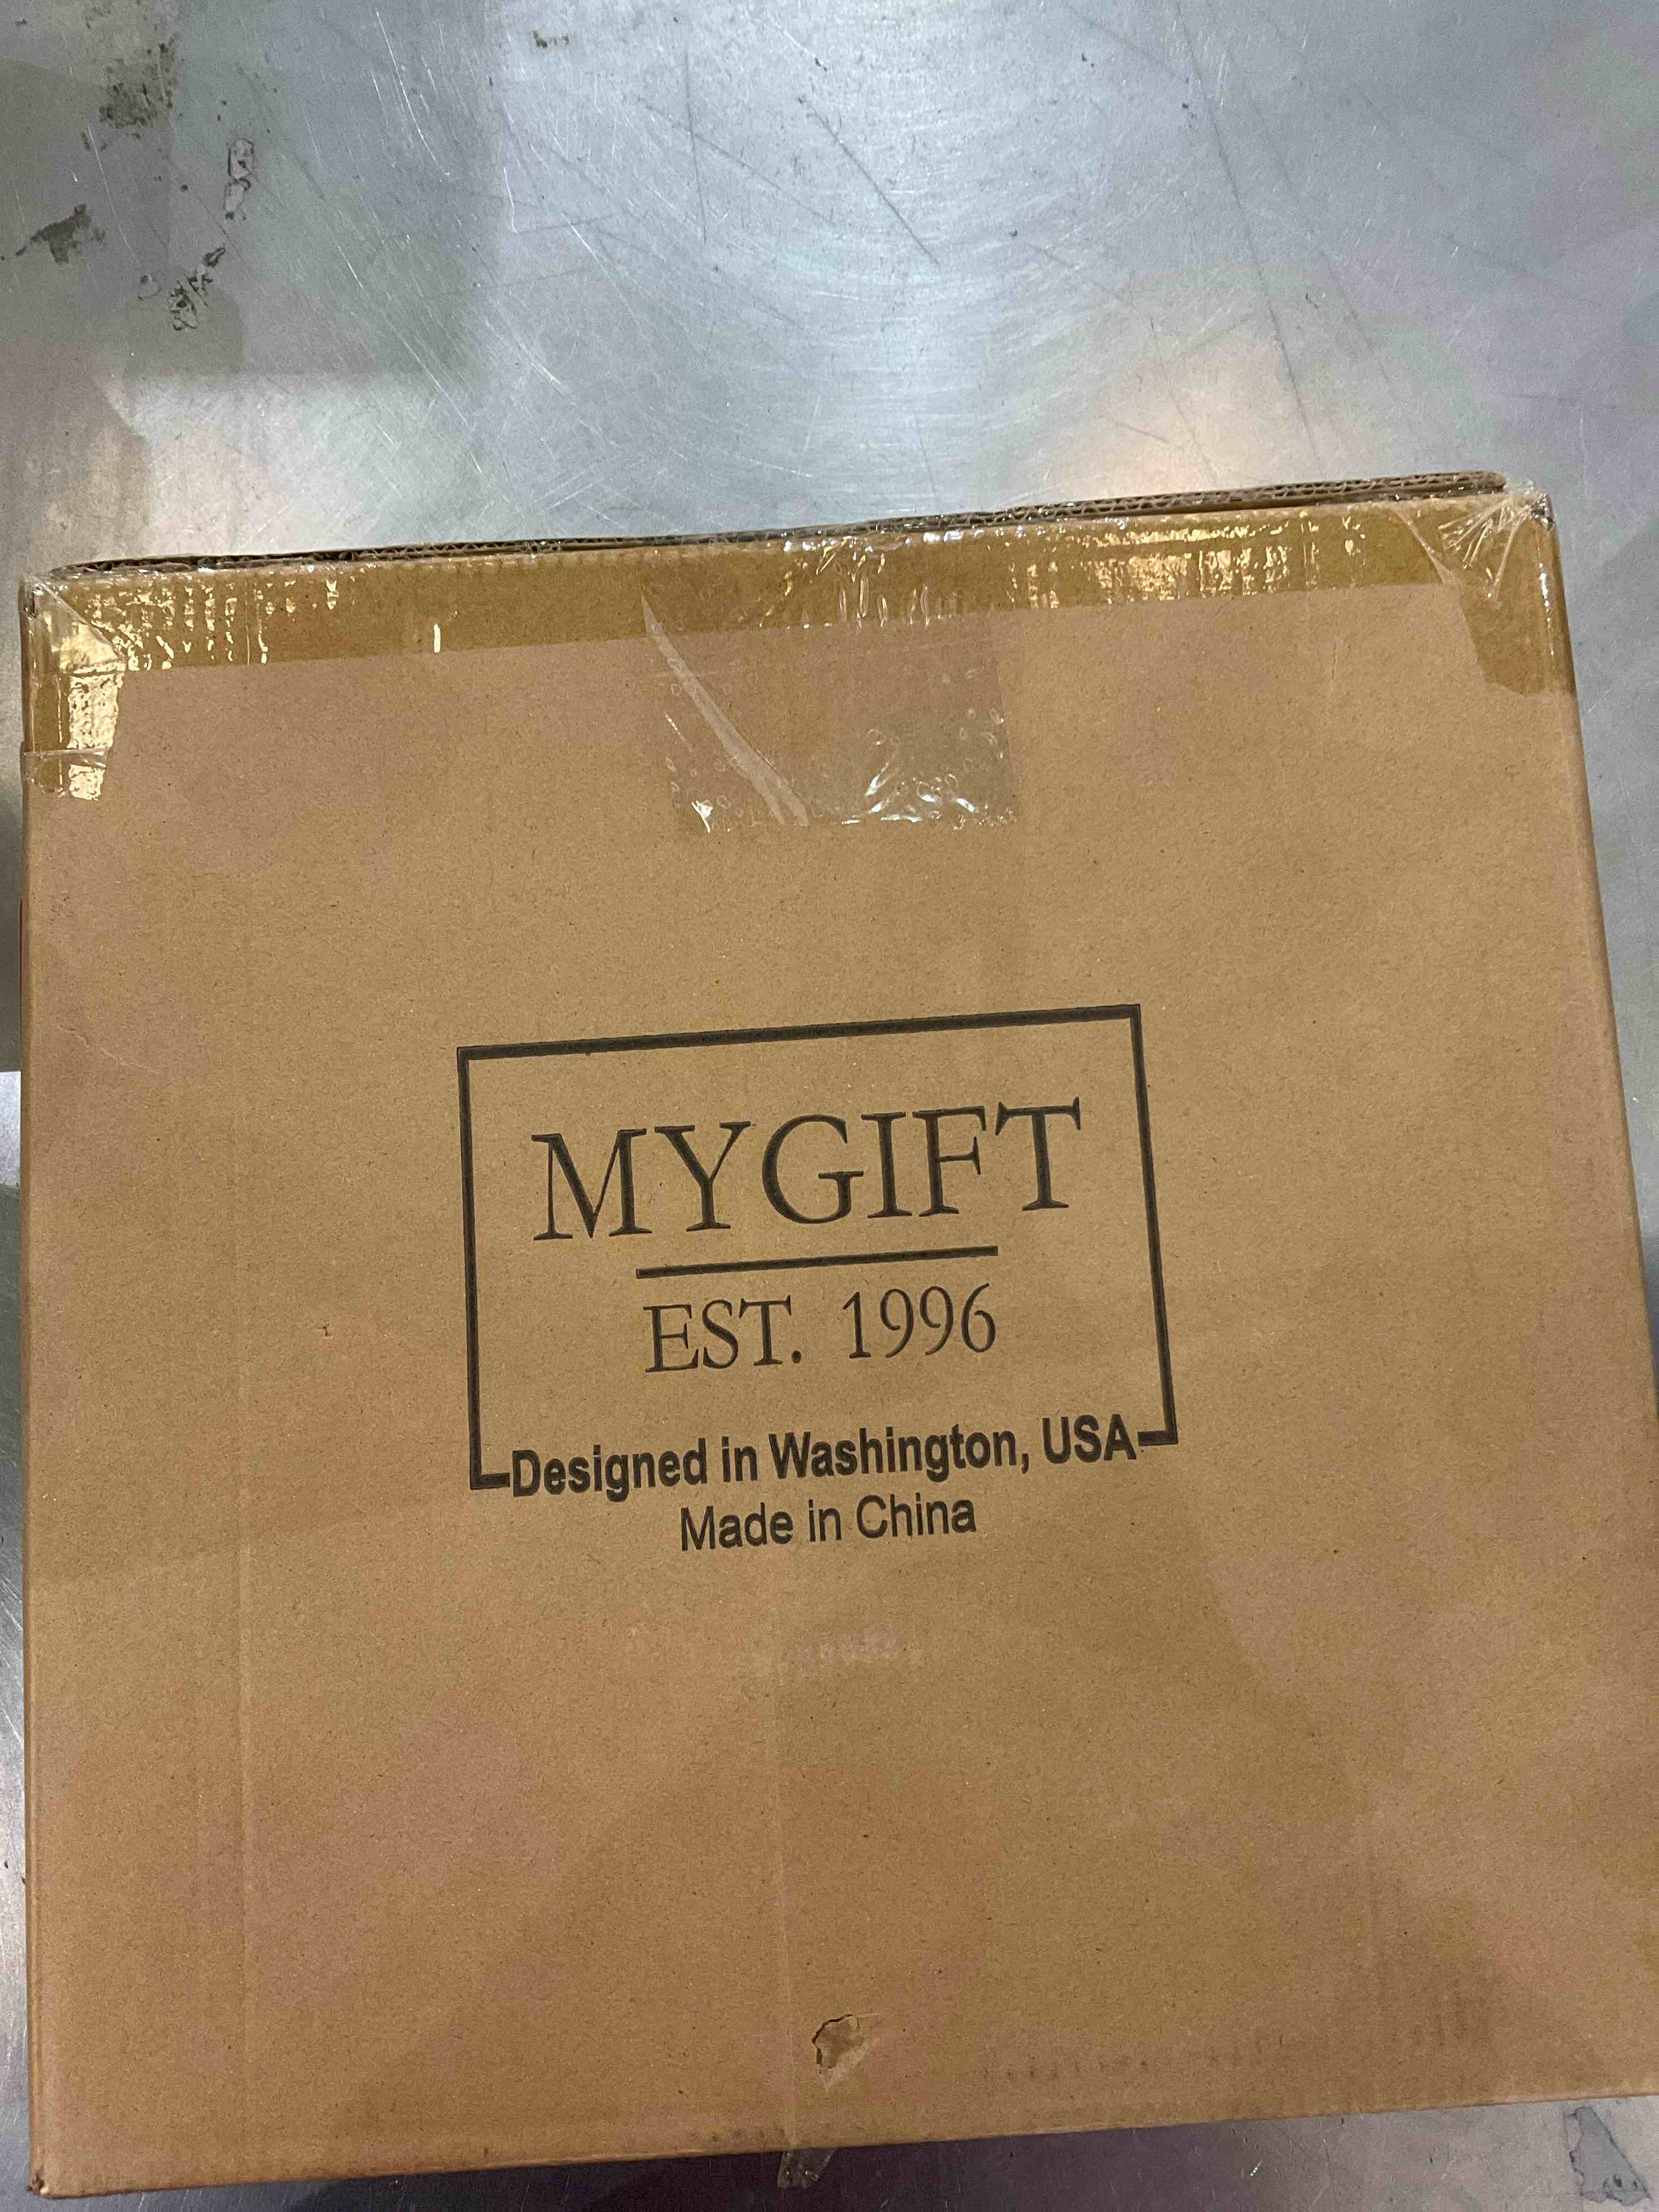 MYGIFT
EST. 1996
Designed in Washington, USA
Made in China